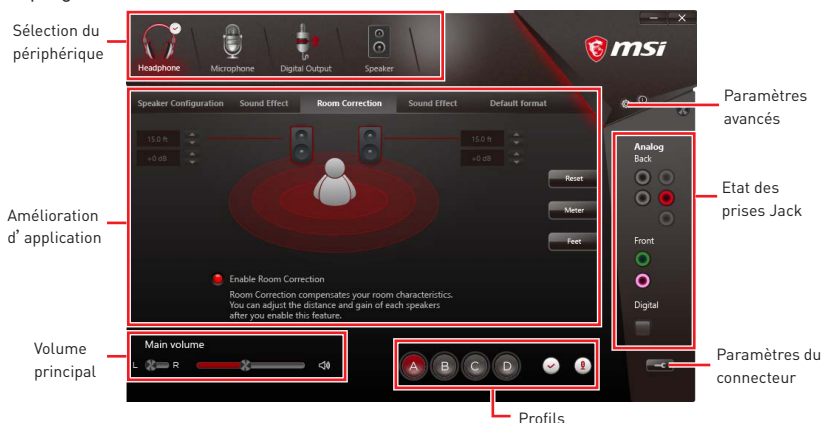 Sélection du
périphérique
Headphone
Microphone
Digital Output
Speaker
msi
Speaker Configuration
Sound Effect
Room Correction
Sound Effect
Default format
Paramètres
avancés
15.0 ft
+0 dB
15.0 ft
+0 dB
Reset
Meter
Feet
Amélioration
d'application
Analog
Back
Front
Digital
Etat des
prises Jack
Enable Room Correction
Room Correction compensates your room characteristics.
You can adjust the distance and gain of each speakers
after you enable this feature.
Volume
principal
Main volume
L
R
A
B
C
D
Paramètres du
connecteur
Profils